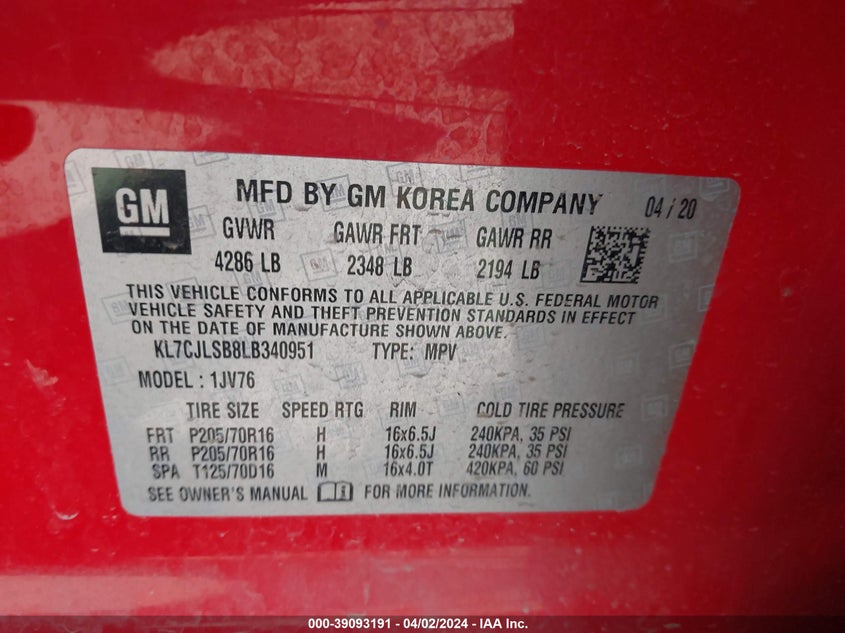 GM MFD BY GM KOREA COMPANY 04 / 20
GVWR GAWR FRT GAWR RR
4286 LB 2348 LB 2194 LB
THIS VEHICLE CONFORMS TO ALL APPLICABLE U.S. FEDERAL MOTOR
VEHICLE SAFETY AND THEFT PREVENTION STANDARDS IN EFFECT
ON THE DATE OF MANUFACTURE SHOWN ABOVE.
KL7CJLSB8LB340951 TYPE: MPV
MODEL : 1JV76
TIRE SIZE SPEED RTG RIM COLD TIRE PRESSURE
FRT P205/70R16 H 16x6.5J 240KPA, 35 PSI
RR P205/70R16 H 16x6.5J 240KPA, 35 PSI
SPA T125/70D16 M 16x4.0T 420KPA, 60 PSI
SEE OWNER'S MANUAL FOR MORE INFORMATION.
000-39093191 - 04/02/2024 - IAA Inc.